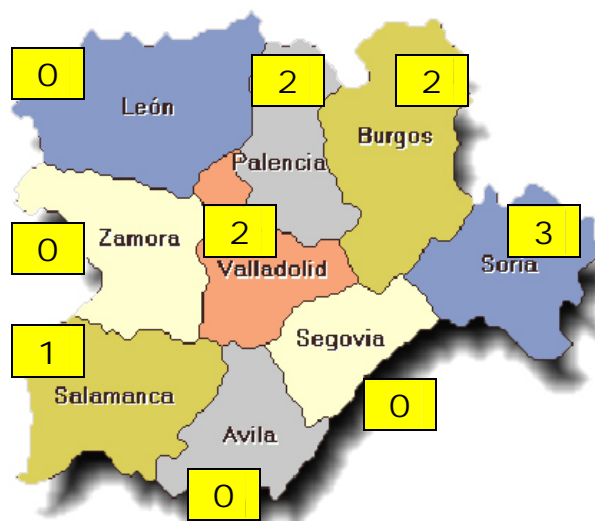 0
León
2
2
Burgos
Palencia
0
Zamora
2
Valladolid
3
Soria
1
Salamanca
Segovia
0
Avila
0